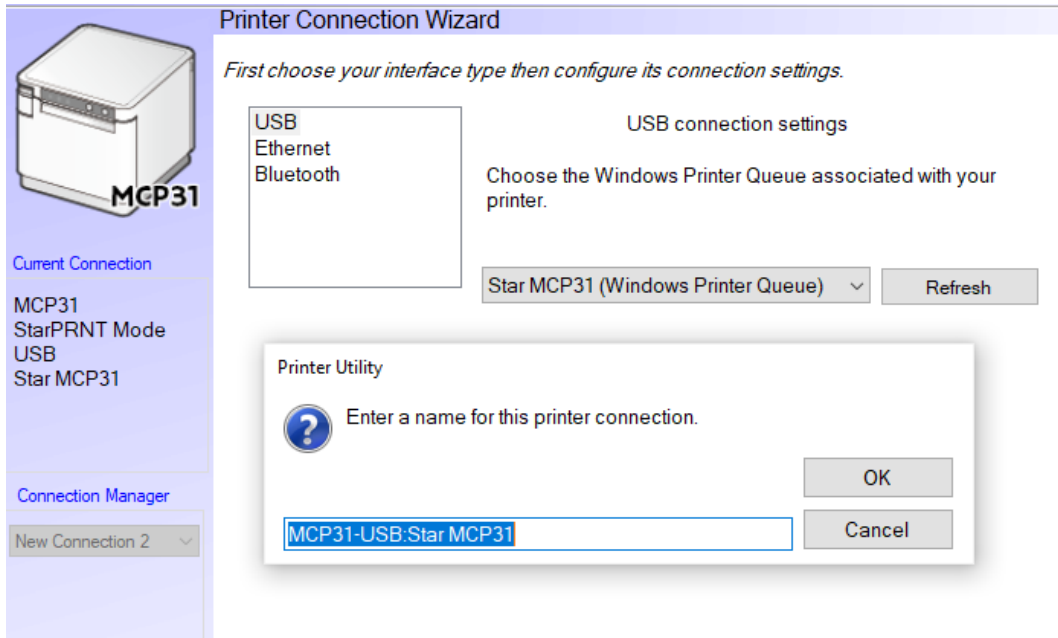 Printer Connection Wizard
First choose your interface type then configure its connection settings.
MCP31
USB
Ethernet
Bluetooth
USB connection settings
Choose the Windows Printer Queue associated with your
printer.
Star MCP31 (Windows Printer Queue)
Refresh
Current Connection
MCP31
StarPRNT Mode
USB
Star MCP31
Connection Manager
New Connection 2
Printer Utility
Enter a name for this printer connection.
OK
MCP31-USB:Star MCP31
Cancel